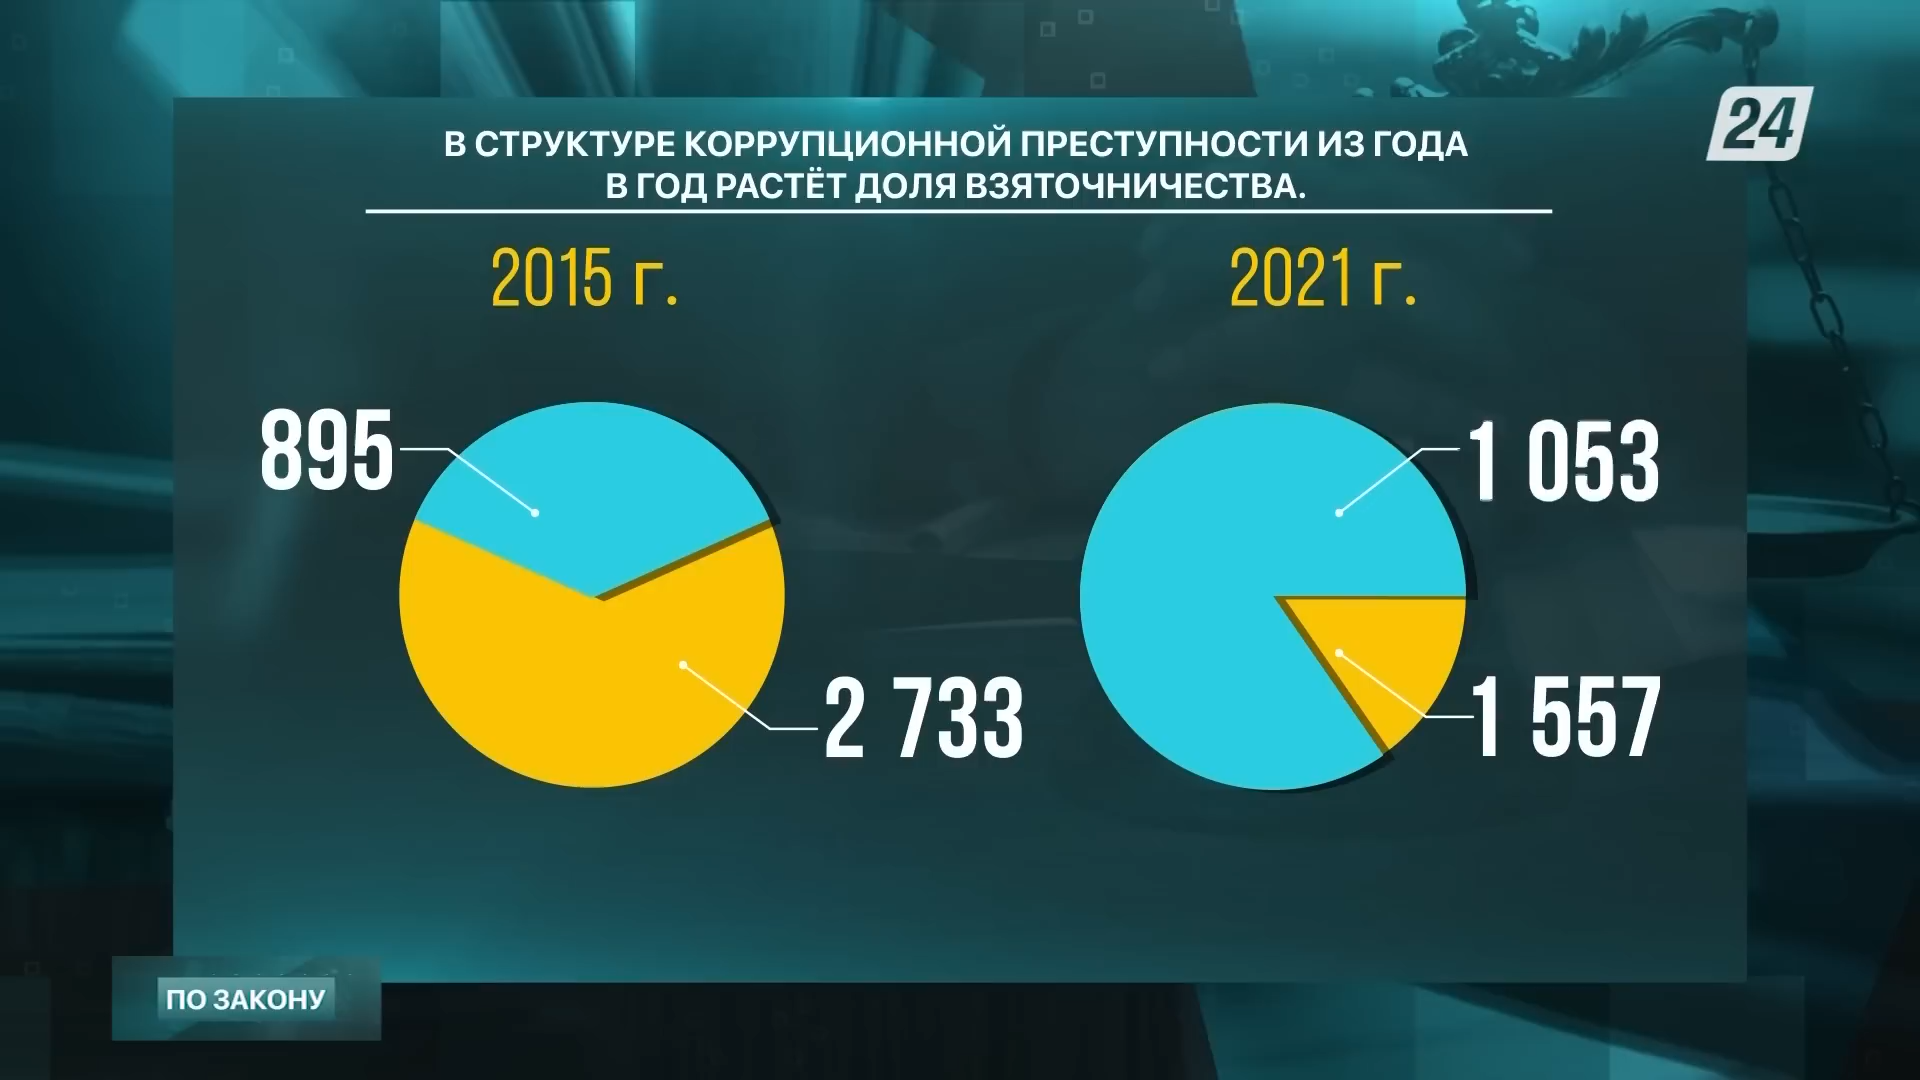 24
В СТРУКТУРЕ КОРРУПЦИОННОЙ ПРЕСТУПНОСТИ ИЗ ГОДА
В ГОД РАСТЁТ ДОЛЯ ВЗЯТОЧНИЧЕСТВА.
2015 г.
2021 г.
895
2 733
1 053
1 557
ПО ЗАКОНУ